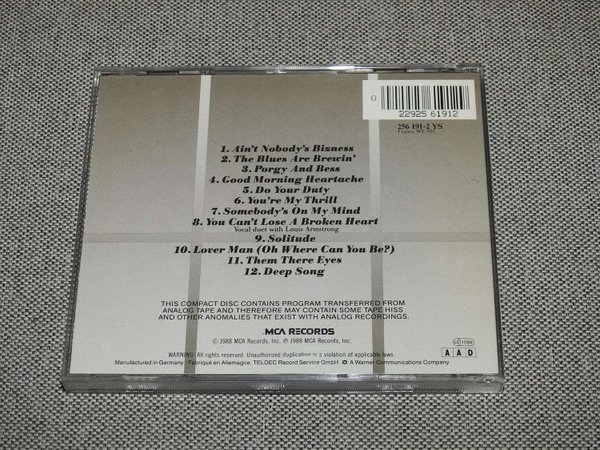 0
22925 61912
256 191-2 YS
France: WE 835
1. Ain't Nobody's Bizness
2. The Blues Are Brewin'
3. Porgy And Bess
4. Good Morning Heartache
5. Do Your Duty
6. You're My Thrill
7. Somebody's On My Mind
8. You Can't Lose A Broken Heart
Vocal duet with Louis Armstrong
9. Solitude
10. Lover Man (Oh Where Can You Be?)
11. Them There Eyes
12. Deep Song
THIS COMPACT DISC CONTAINS PROGRAM TRANSFERRED FROM
ANALOG TAPE AND THEREFORE MAY CONTAIN SOME TAPE HISS
AND OTHER ANOMALIES THAT EXIST WITH ANALOG RECORDINGS.
MCA RECORDS
© 1988 MCA Records, Inc. ℗ 1988 MCA Records, Inc.
WARNING: All rights reserved. Unauthorized duplication is a violation of applicable laws.
Manufactured in Germany / Fabriqué en Allemagne. TELDEC Record Service GmbH A Warner Communications Company
AAD